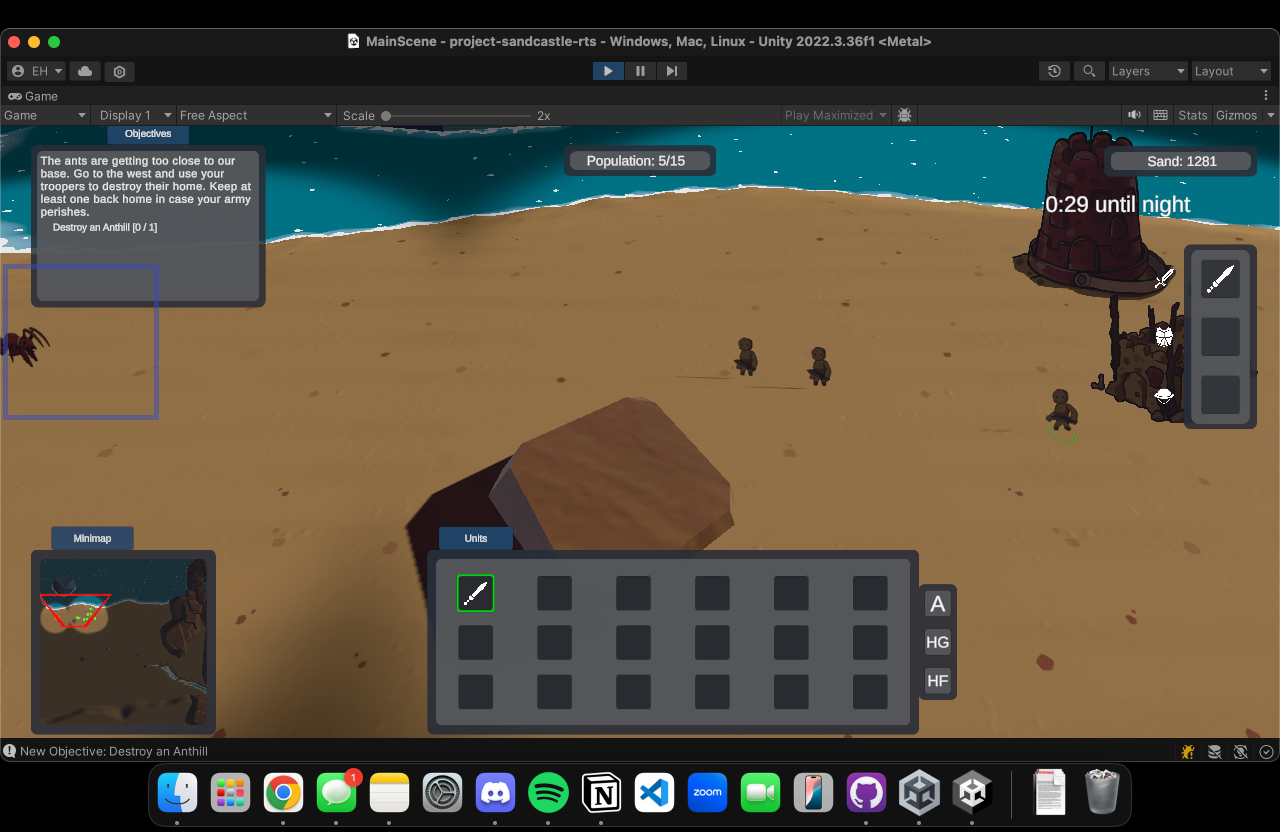 MainScene - project-sandcastle-rts - Windows, Mac, Linux - Unity 2022.3.36f1 <Metal>
EH
Layers
Layout
Game
Game
Display 1
Free Aspect
Scale
2x
Play Maximized
Stats
Gizmos
Objectives
The ants are getting too close to our
base. Go to the west and use your
troopers to destroy their home. Keep at
least one back home in case your army
perishes.
Destroy an Anthill [0 / 1]
Population: 5/15
Sand: 1281
0:29 until night
Minimap
Units
A
HG
HF
New Objective: Destroy an Anthill
1
zoom